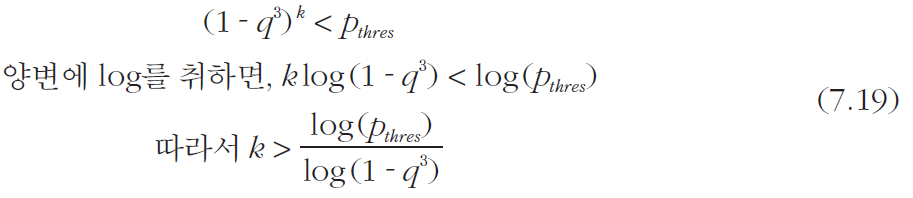 (1 - q³)ᵏ < p_thres
양변에 log를 취하면, k log(1 - q³) < log(p_thres)
(7.19)
따라서 k > log(p_thres) / log(1 - q³)